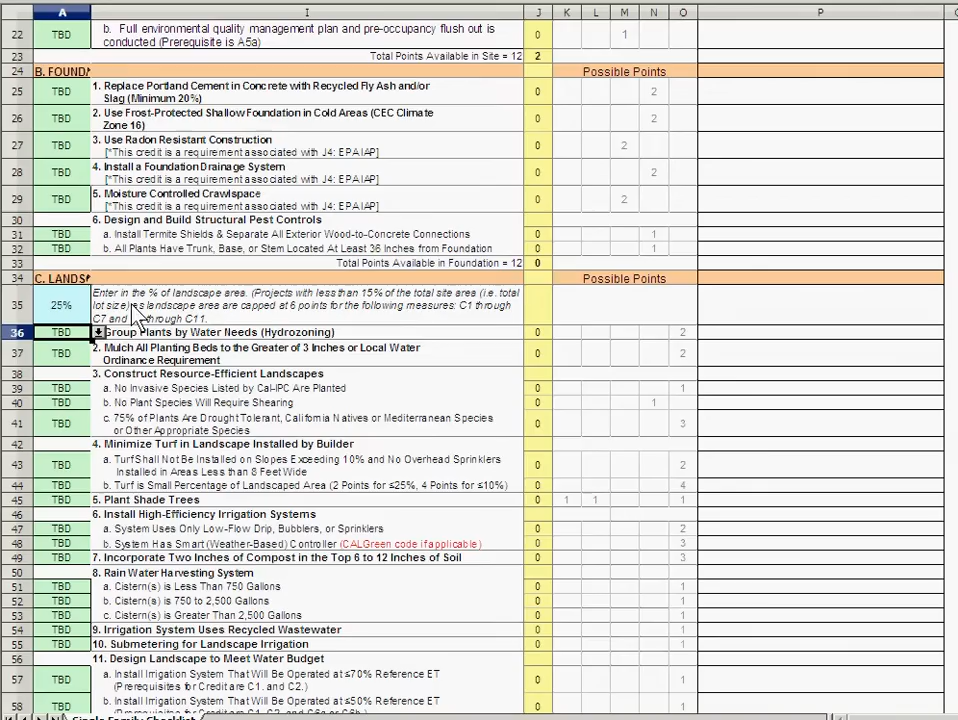 A I J K L M N O P
22 TBD b. Full environmental quality management plan and pre-occupancy flush out is 0 1
conducted (Prerequisite is A5a)
23 Total Points Available in Site = 12 2
24 B. FOUND Possible Points
25 TBD 1. Replace Portland Cement in Concrete with Recycled Fly Ash and/or 0 2
Slag (Minimum 20%)
26 TBD 2. Use Frost-Protected Shallow Foundation in Cold Areas (CEC Climate 0 2
Zone 16)
27 TBD 3. Use Radon Resistant Construction 0 2
[*This credit is a requirement associated with J4: EPA IAP]
28 TBD 4. Install a Foundation Drainage System 0 2
[*This credit is a requirement associated with J4: EPA IAP]
29 TBD 5. Moisture Controlled Crawlspace 0 2
[*This credit is a requirement associated with J4: EPA IAP]
30 6. Design and Build Structural Pest Controls
31 TBD a. Install Termite Shields & Separate All Exterior Wood-to-Concrete Connections 0 1
32 TBD b. All Plants Have Trunk, Base, or Stem Located At Least 36 Inches from Foundation 0 1
33 Total Points Available in Foundation = 12 0
34 C. LANDS Possible Points
35 25% Enter in the % of landscape area. (Projects with less than 15% of the total site area (i.e. total 
lot size) as landscape area are capped at 6 points for the following measures: C1 through
C7 and through C11.
36 TBD Group Plants by Water Needs (Hydrozoning) 0 2
37 TBD 2. Mulch All Planting Beds to the Greater of 3 Inches or Local Water 0 2
Ordinance Requirement
38 3. Construct Resource-Efficient Landscapes
39 TBD a. No Invasive Species Listed by Cal-IPC Are Planted 0 1
40 TBD b. No Plant Species Will Require Shearing 0 1
41 TBD c. 75% of Plants Are Drought Tolerant, California Natives or Mediterranean Species 0 3
or Other Appropriate Species
42 4. Minimize Turf in Landscape Installed by Builder
43 TBD a. Turf Shall Not Be Installed on Slopes Exceeding 10% and No Overhead Sprinklers 0 2
Installed in Areas Less than 8 Feet Wide
44 TBD b. Turf is Small Percentage of Landscaped Area (2 Points for ≤25%, 4 Points for ≤10%) 0 4
45 TBD 5. Plant Shade Trees 0 1 1 1
46 6. Install High-Efficiency Irrigation Systems
47 TBD a. System Uses Only Low-Flow Drip, Bubblers, or Sprinklers 0 2
48 TBD b. System Has Smart (Weather-Based) Controller (CALGreen code if applicable) 0 3
49 TBD 7. Incorporate Two Inches of Compost in the Top 6 to 12 Inches of Soil 0 3
50 8. Rain Water Harvesting System
51 TBD a. Cistern(s) is Less Than 750 Gallons 0 1
52 TBD b. Cistern(s) is 750 to 2,500 Gallons 0 1
53 TBD c. Cistern(s) is Greater Than 2,500 Gallons 0 1
54 TBD 9. Irrigation System Uses Recycled Wastewater 0 1
55 TBD 10. Submetering for Landscape Irrigation 0 1
56 11. Design Landscape to Meet Water Budget
57 TBD a. Install Irrigation System That Will Be Operated at ≤70% Reference ET 0 1
(Prerequisites for Credit are C1. and C2.)
58 TBD b. Install Irrigation System That Will Be Operated at ≤50% Reference ET 0 1
Single Family Checklist